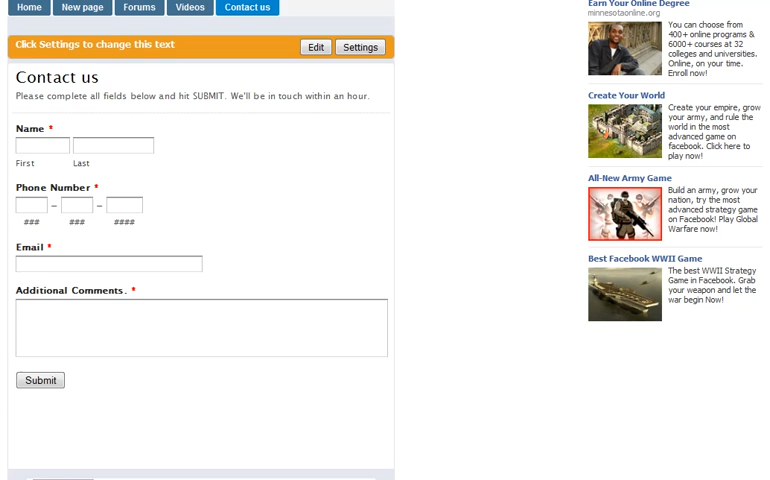 Home New page Forums Videos Contact us
Click Settings to change this text Edit Settings
Contact us
Please complete all fields below and hit SUBMIT. We'll be in touch within an hour.
Name *
First Last
Phone Number *
– –
### ### ####
Email *
Additional Comments. *
Submit
Earn Your Online Degree
minnesotaonline.org
You can choose from
400+ online programs &
6000+ courses at 32
colleges and universities.
Online, on your time.
Enroll now!
Create Your World
Create your empire, grow
your army, and rule the
world in the most
advanced game on
facebook. Click here to
play now!
All-New Army Game
Build an army, grow your
nation, try the most
advanced strategy game
on Facebook! Play Global
Warfare now!
Best Facebook WWII Game
The best WWII Strategy
Game in Facebook. Grab
your weapon and let the
war begin Now!